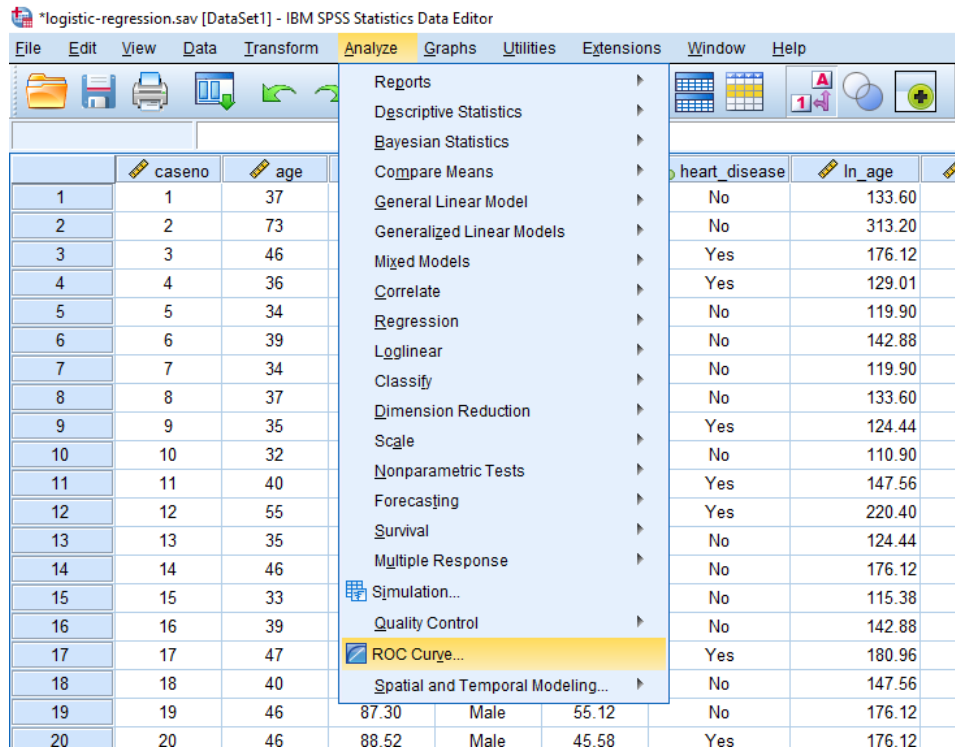 *logistic-regression.sav [DataSet1] - IBM SPSS Statistics Data Editor
File Edit View Data Transform Analyze Graphs Utilities Extensions Window Help
A
1
Reports
Descriptive Statistics
Bayesian Statistics
Compare Means
General Linear Model
Generalized Linear Models
Mixed Models
Correlate
Regression
Loglinear
Classify
Dimension Reduction
Scale
Nonparametric Tests
Forecasting
Survival
Multiple Response
Simulation...
Quality Control
ROC Curve...
Spatial and Temporal Modeling...
caseno age heart_disease ln_age
1 1 37 No 133.60
2 2 73 No 313.20
3 3 46 Yes 176.12
4 4 36 Yes 129.01
5 5 34 No 119.90
6 6 39 No 142.88
7 7 34 No 119.90
8 8 37 No 133.60
9 9 35 Yes 124.44
10 10 32 No 110.90
11 11 40 Yes 147.56
12 12 55 Yes 220.40
13 13 35 No 124.44
14 14 46 No 176.12
15 15 33 No 115.38
16 16 39 No 142.88
17 17 47 Yes 180.96
18 18 40 No 147.56
19 19 46 87.30 Male 55.12 No 176.12
20 20 46 88.52 Male 45.58 Yes 176.12